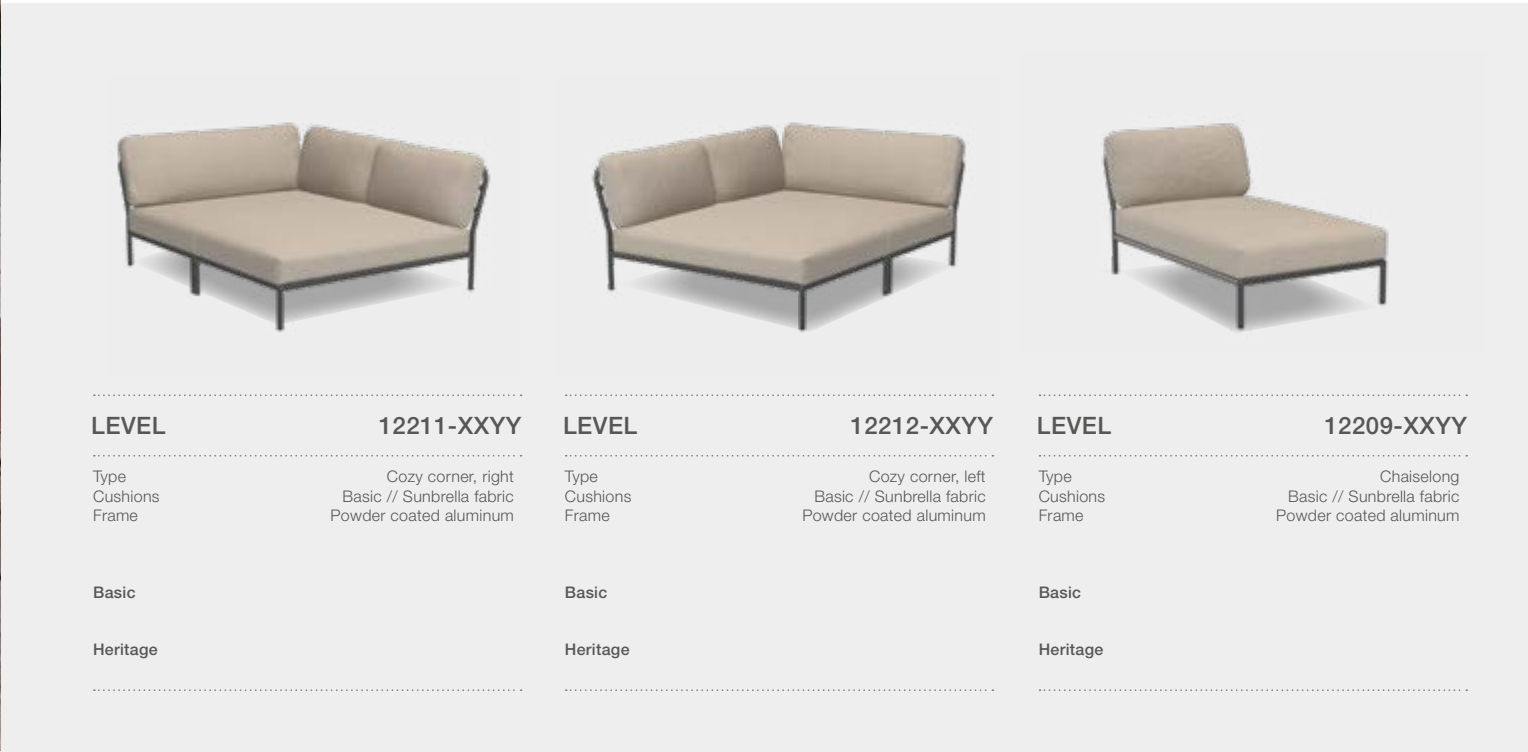 LEVEL 12211-XXYY
Type Cozy corner, right
Cushions Basic // Sunbrella fabric
Frame Powder coated aluminum
Basic
Heritage
LEVEL 12212-XXYY
Type Cozy corner, left
Cushions Basic // Sunbrella fabric
Frame Powder coated aluminum
Basic
Heritage
LEVEL 12209-XXYY
Type Chaiselong
Cushions Basic // Sunbrella fabric
Frame Powder coated aluminum
Basic
Heritage